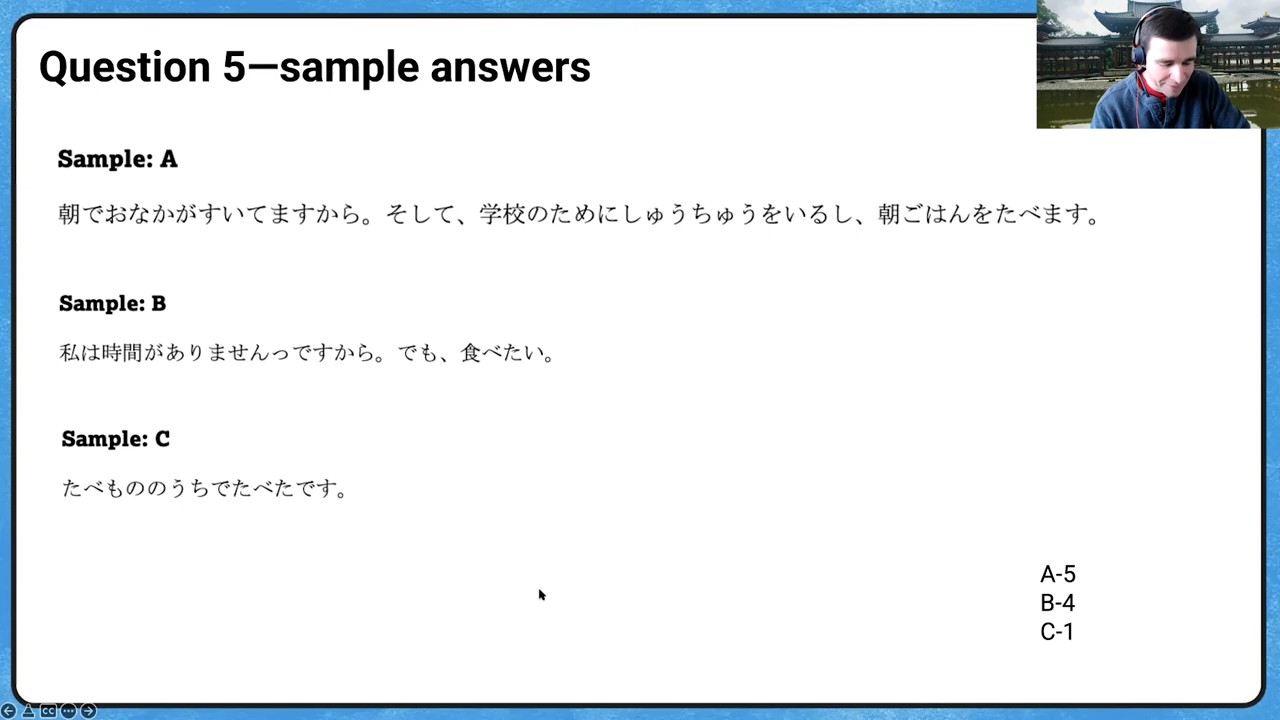 Question 5—sample answers
Sample: A
朝でおなかがすいてますから。そして、学校のためにしゅうちゅうをいるし、朝ごはんをたべます。
Sample: B
私は時間がありませんっですから。でも、食べたい。
Sample: C
たべもののうちでたべたです。
A-5
B-4
C-1
CC